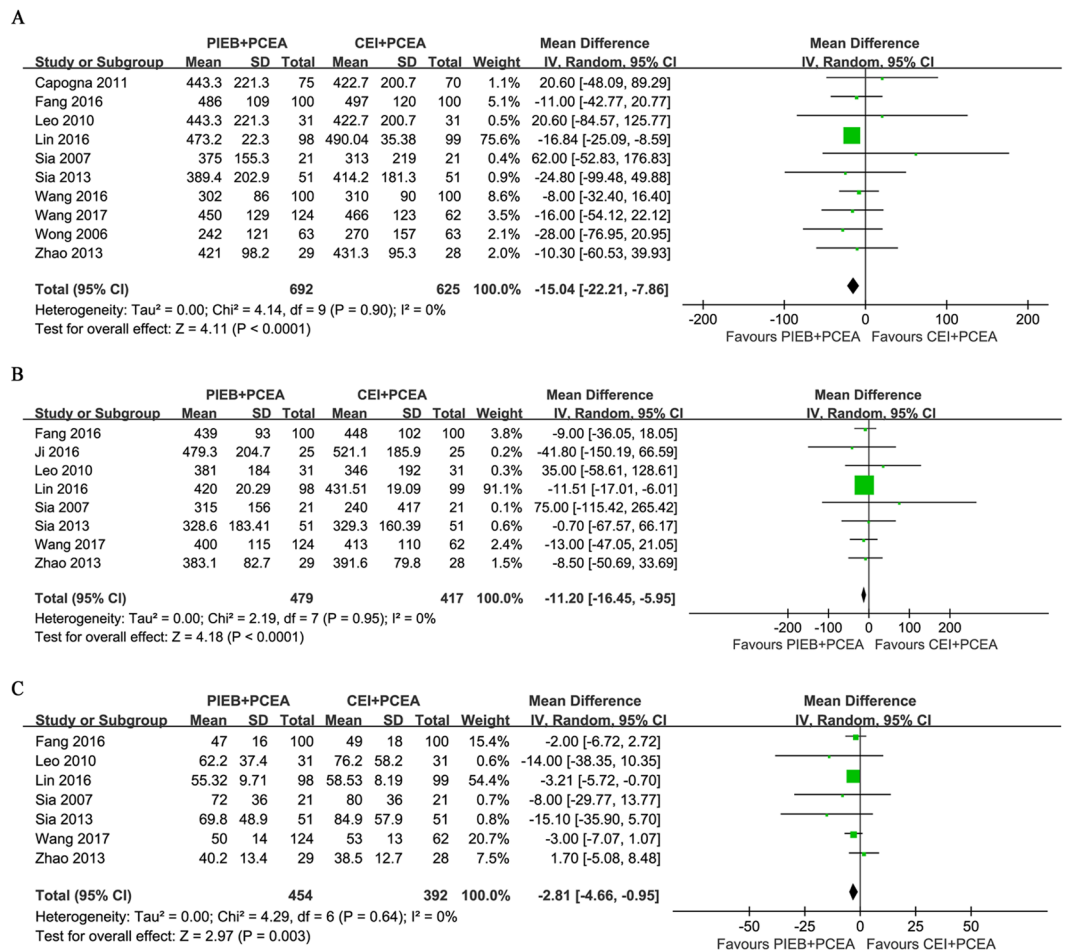 A
PIEB+PCEA CEI+PCEA Mean Difference Mean Difference
Study or Subgroup Mean SD Total Mean SD Total Weight IV, Random, 95% CI IV, Random, 95% CI
Capogna 2011 443.3 221.3 75 422.7 200.7 70 1.1% 20.60 [-48.09, 89.29]
Fang 2016 486 109 100 497 120 100 5.1% -11.00 [-42.77, 20.77]
Leo 2010 443.3 221.3 31 422.7 200.7 31 0.5% 20.60 [-84.57, 125.77]
Lin 2016 473.2 22.3 98 490.04 35.38 99 75.6% -16.84 [-25.09, -8.59]
Sia 2007 375 155.3 21 313 219 21 0.4% 62.00 [-52.83, 176.83]
Sia 2013 389.4 202.9 51 414.2 181.3 51 0.9% -24.80 [-99.48, 49.88]
Wang 2016 302 86 100 310 90 100 8.6% -8.00 [-32.40, 16.40]
Wang 2017 450 129 124 466 123 62 3.5% -16.00 [-54.12, 22.12]
Wong 2006 242 121 63 270 157 63 2.1% -28.00 [-76.95, 20.95]
Zhao 2013 421 98.2 29 431.3 95.3 28 2.0% -10.30 [-60.53, 39.93]
Total (95% CI) 692 625 100.0% -15.04 [-22.21, -7.86]
Heterogeneity: Tau² = 0.00; Chi² = 4.14, df = 9 (P = 0.90); I² = 0%
Test for overall effect: Z = 4.11 (P < 0.0001)
-200 -100 0 100 200
Favours PIEB+PCEA Favours CEI+PCEA
B
PIEB+PCEA CEI+PCEA Mean Difference Mean Difference
Study or Subgroup Mean SD Total Mean SD Total Weight IV, Random, 95% CI IV, Random, 95% CI
Fang 2016 439 93 100 448 102 100 3.8% -9.00 [-36.05, 18.05]
Ji 2016 479.3 204.7 25 521.1 185.9 25 0.2% -41.80 [-150.19, 66.59]
Leo 2010 381 184 31 346 192 31 0.3% 35.00 [-58.61, 128.61]
Lin 2016 420 20.29 98 431.51 19.09 99 91.1% -11.51 [-17.01, -6.01]
Sia 2007 315 156 21 240 417 21 0.1% 75.00 [-115.42, 265.42]
Sia 2013 328.6 183.41 51 329.3 160.39 51 0.6% -0.70 [-67.57, 66.17]
Wang 2017 400 115 124 413 110 62 2.4% -13.00 [-47.05, 21.05]
Zhao 2013 383.1 82.7 29 391.6 79.8 28 1.5% -8.50 [-50.69, 33.69]
Total (95% CI) 479 417 100.0% -11.20 [-16.45, -5.95]
Heterogeneity: Tau² = 0.00; Chi² = 2.19, df = 7 (P = 0.95); I² = 0%
Test for overall effect: Z = 4.18 (P < 0.0001)
-200 -100 0 100 200
Favours PIEB+PCEA Favours CEI+PCEA
C
PIEB+PCEA CEI+PCEA Mean Difference Mean Difference
Study or Subgroup Mean SD Total Mean SD Total Weight IV, Random, 95% CI IV, Random, 95% CI
Fang 2016 47 16 100 49 18 100 15.4% -2.00 [-6.72, 2.72]
Leo 2010 62.2 37.4 31 76.2 58.2 31 0.6% -14.00 [-38.35, 10.35]
Lin 2016 55.32 9.71 98 58.53 8.19 99 54.4% -3.21 [-5.72, -0.70]
Sia 2007 72 36 21 80 36 21 0.7% -8.00 [-29.77, 13.77]
Sia 2013 69.8 48.9 51 84.9 57.9 51 0.8% -15.10 [-35.90, 5.70]
Wang 2017 50 14 124 53 13 62 20.7% -3.00 [-7.07, 1.07]
Zhao 2013 40.2 13.4 29 38.5 12.7 28 7.5% 1.70 [-5.08, 8.48]
Total (95% CI) 454 392 100.0% -2.81 [-4.66, -0.95]
Heterogeneity: Tau² = 0.00; Chi² = 4.29, df = 6 (P = 0.64); I² = 0%
Test for overall effect: Z = 2.97 (P = 0.003)
-50 -25 0 25 50
Favours PIEB+PCEA Favours CEI+PCEA